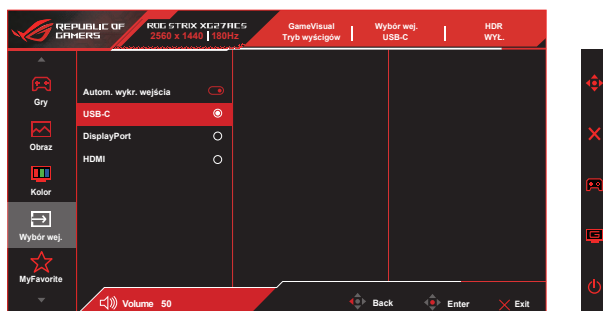 REPUBLIC OF
GAMERS
ROG STRIX XG27ACS
2560 x 1440 180Hz
GameVisual
Tryb wyścigów
Wybór wej.
USB-C
HDR
WYŁ.
Gry
Obraz
Kolor
Wybór wej.
MyFavorite
Autom. wykr. wejścia
USB-C
DisplayPort
HDMI
Volume 50
Back
Enter
Exit